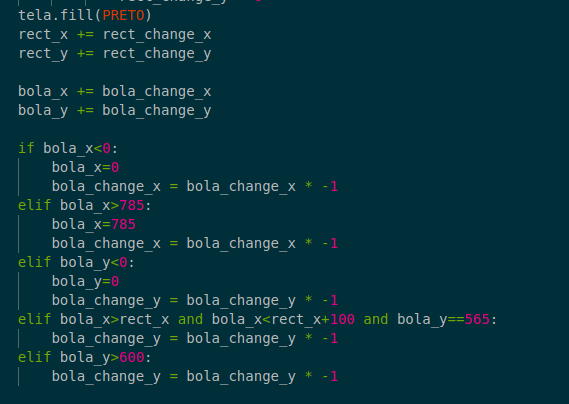 tela.fill(PRETO)
rect_x += rect_change_x
rect_y += rect_change_y
bola_x += bola_change_x
bola_y += bola_change_y
if bola_x<0:
bola_x=0
bola_change_x = bola_change_x * -1
elif bola_x>785:
bola_x=785
bola_change_x = bola_change_x * -1
elif bola_y<0:
bola_y=0
bola_change_y = bola_change_y * -1
elif bola_x>rect_x and bola_x<rect_x+100 and bola_y==565:
bola_change_y = bola_change_y * -1
elif bola_y>600:
bola_change_y = bola_change_y * -1